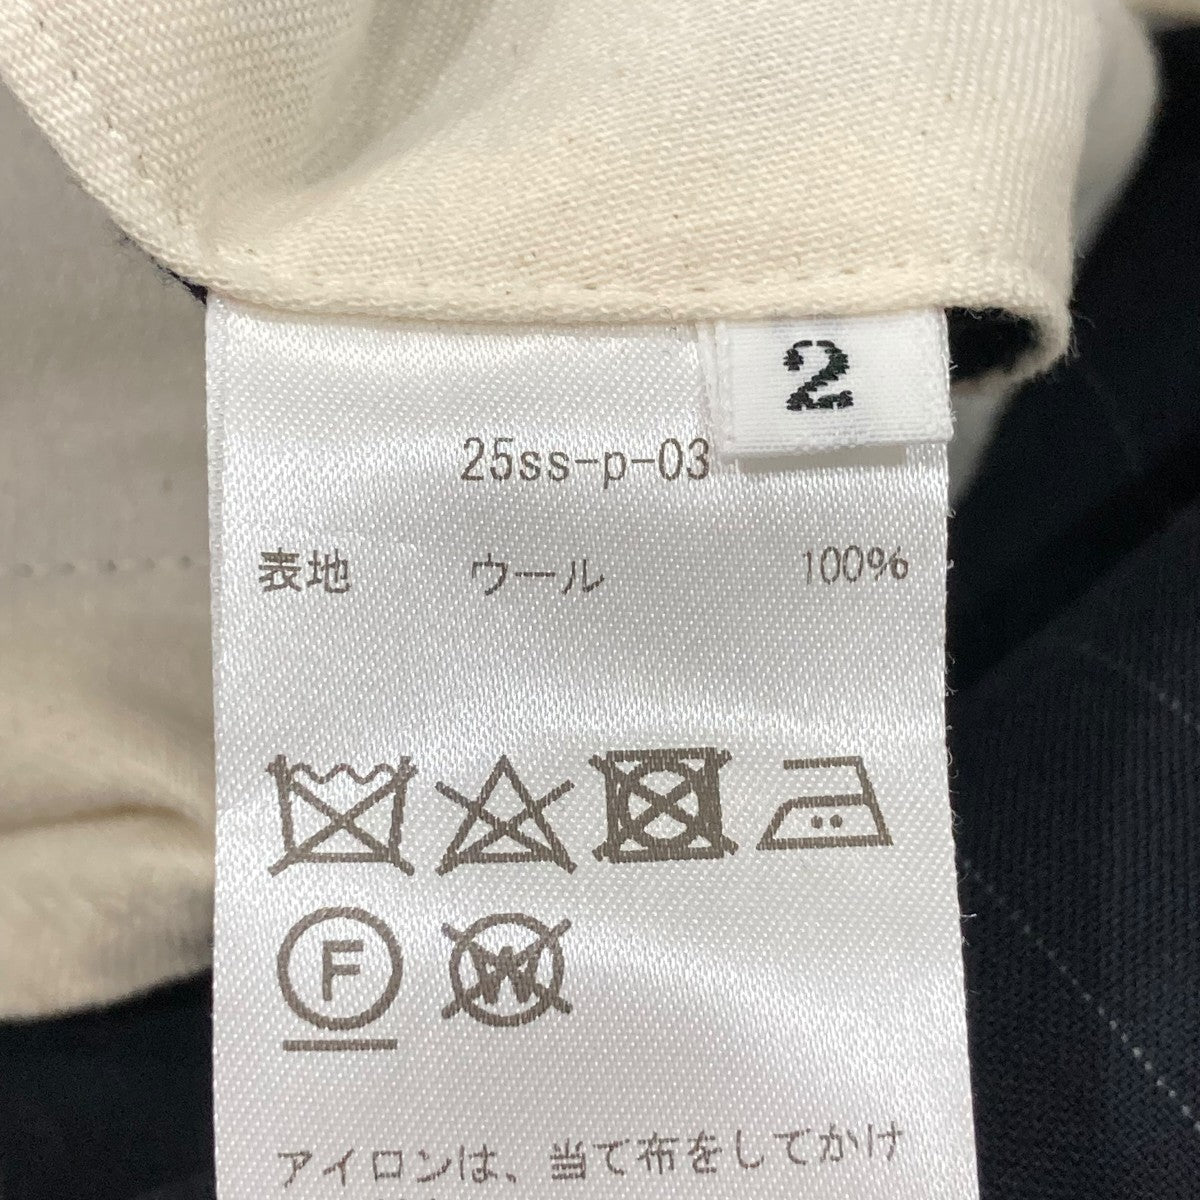 2
25ss-p-03
表地 ウール 100%
F W
アイロンは、当て布をしてかけ